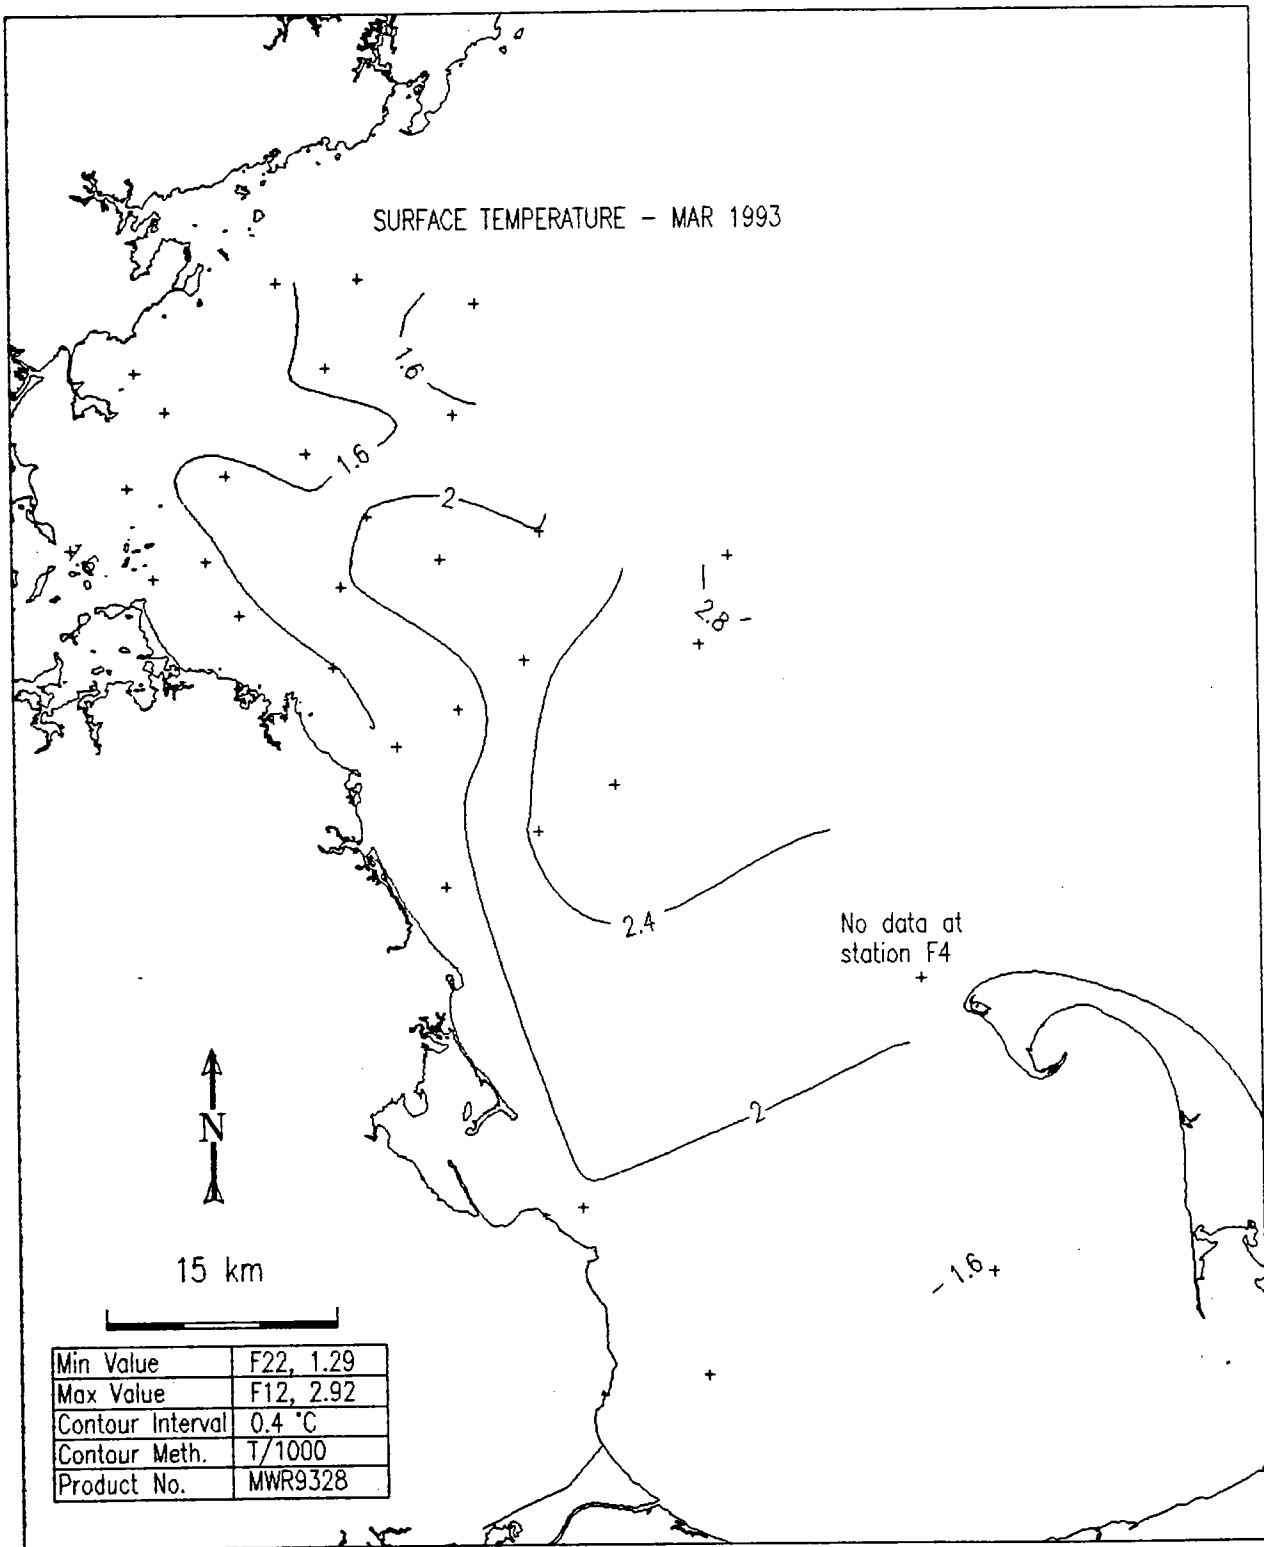 SURFACE TEMPERATURE - MAR 1993
1.6
1.6
2
2.8
2.4
No data at
station F4
2
N
1.6
15 km
Min Value F22, 1.29
Max Value F12, 2.92
Contour Interval 0.4 °C
Contour Meth. T/1000
Product No. MWR9328